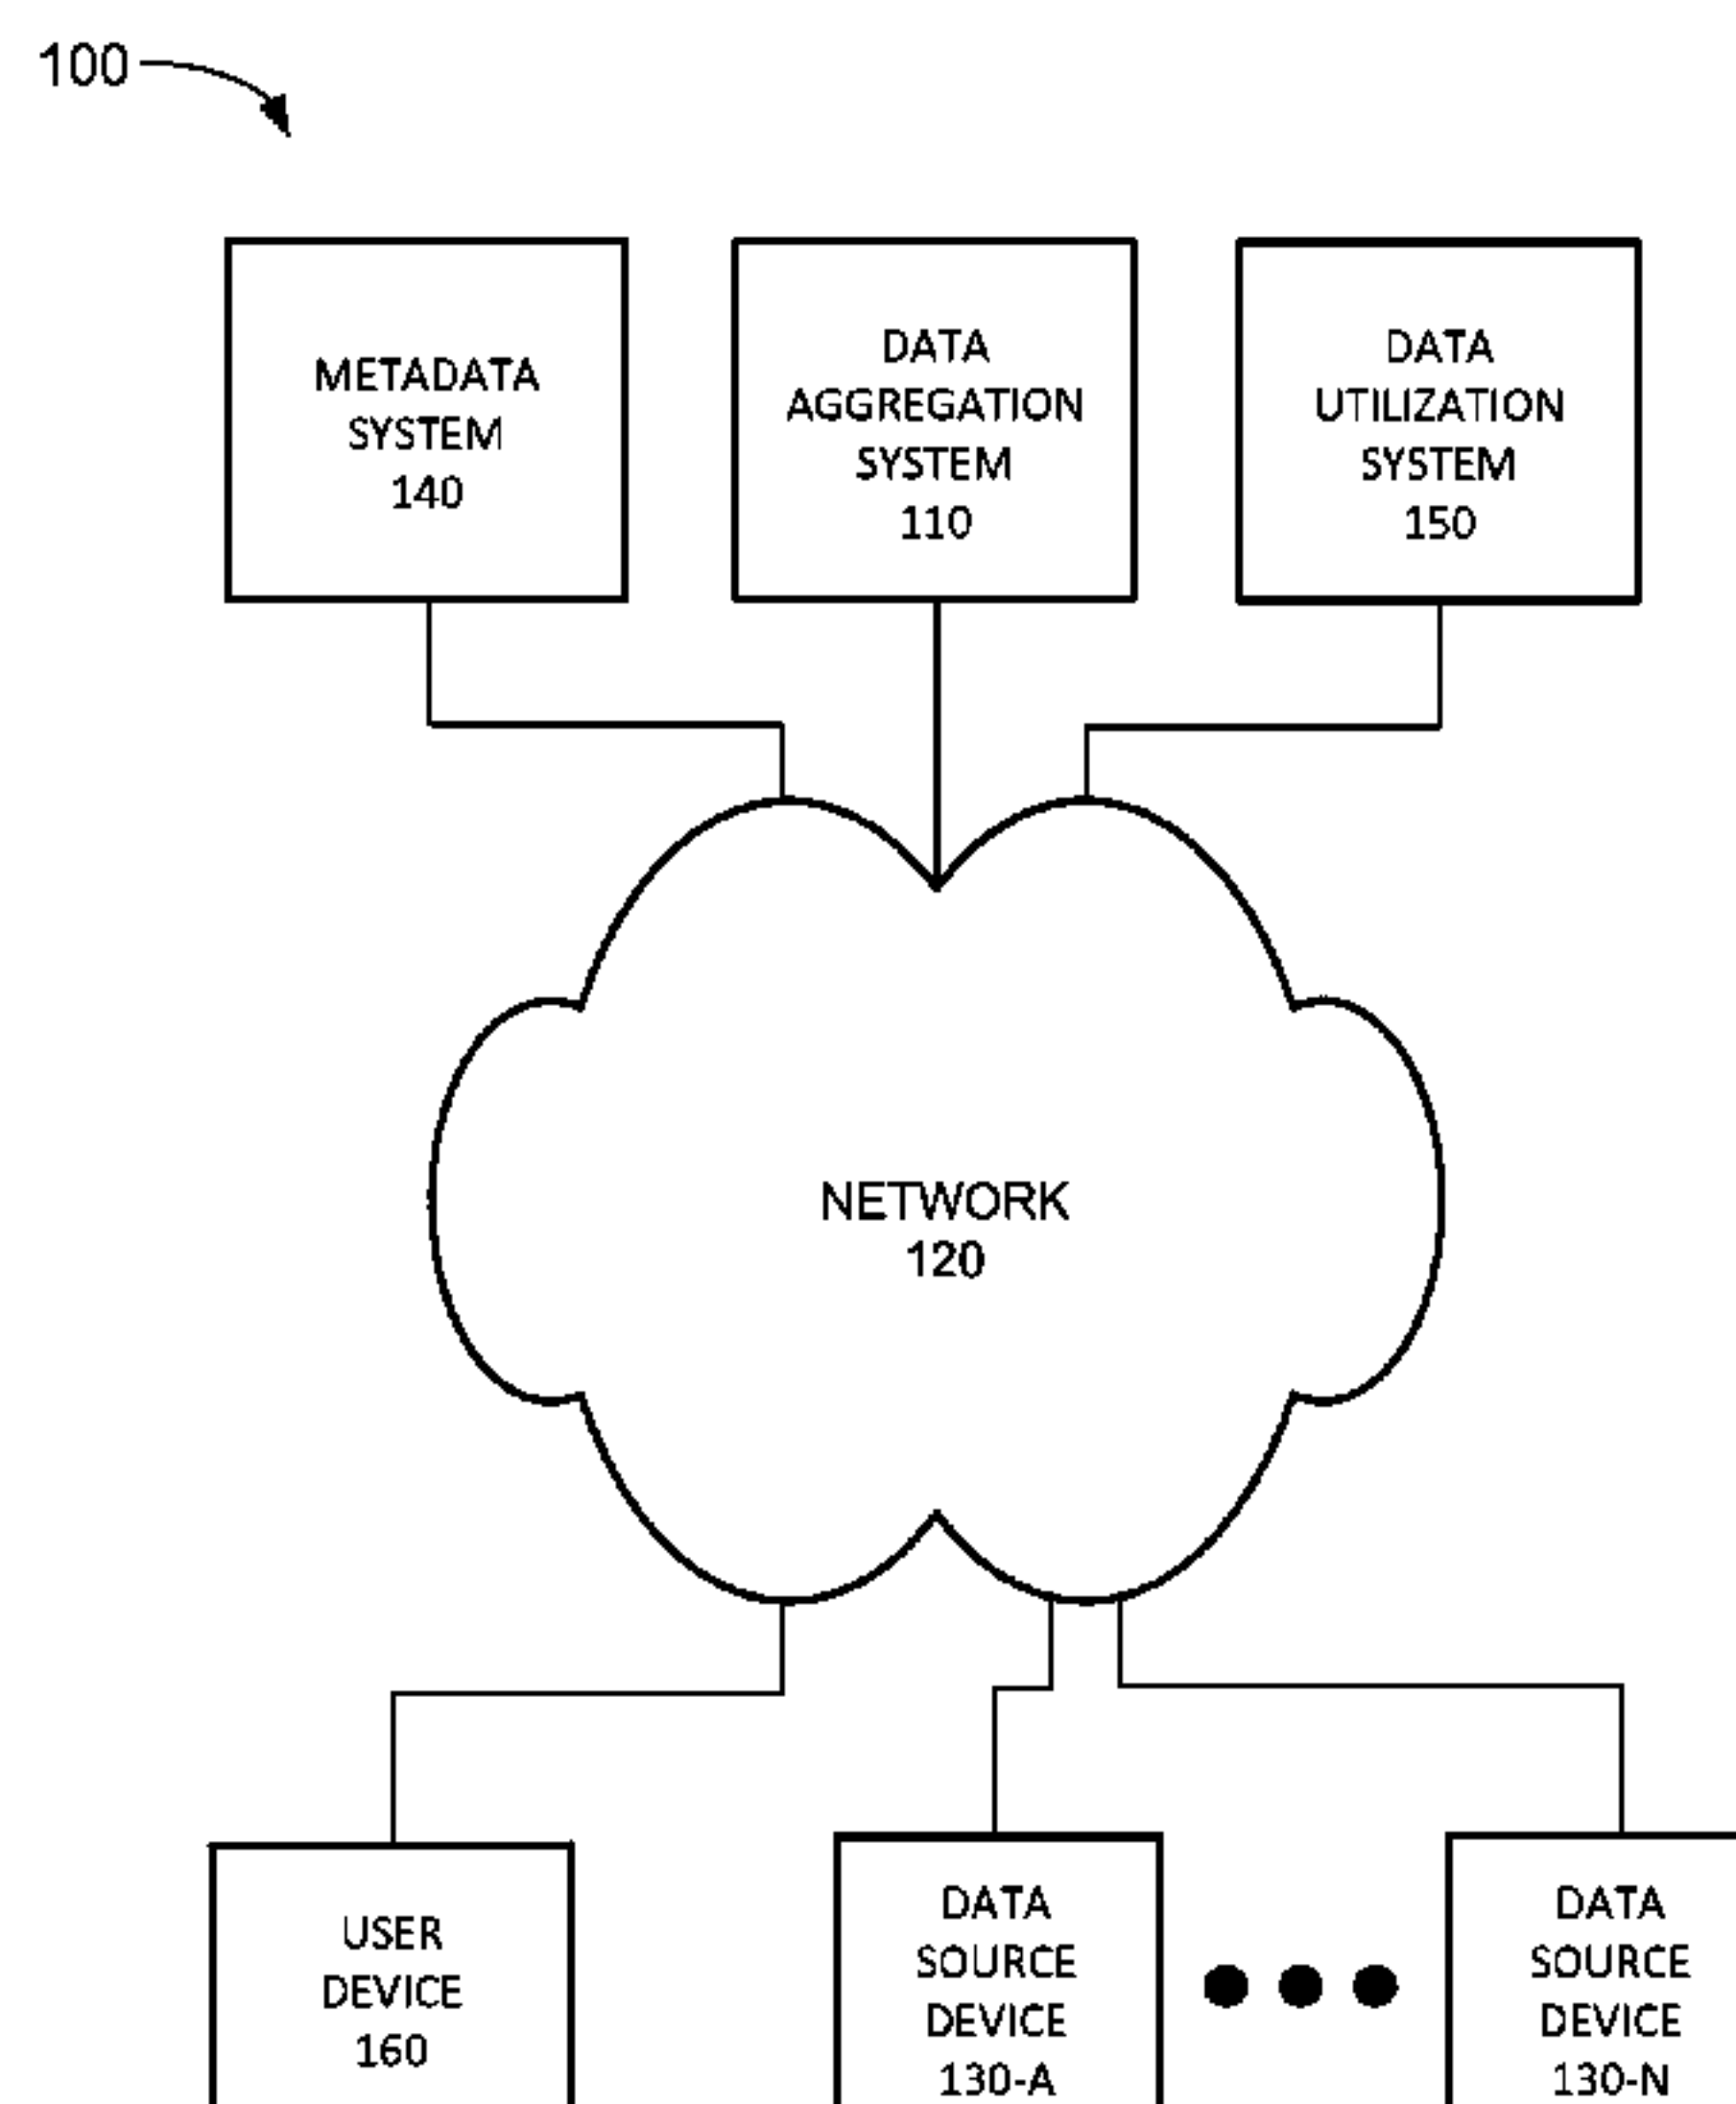 100
METADATA
SYSTEM
140
DATA
AGGREGATION
SYSTEM
110
DATA
UTILIZATION
SYSTEM
150
NETWORK
120
USER
DEVICE
160
DATA
SOURCE
DEVICE
130-A
DATA
SOURCE
DEVICE
130-N